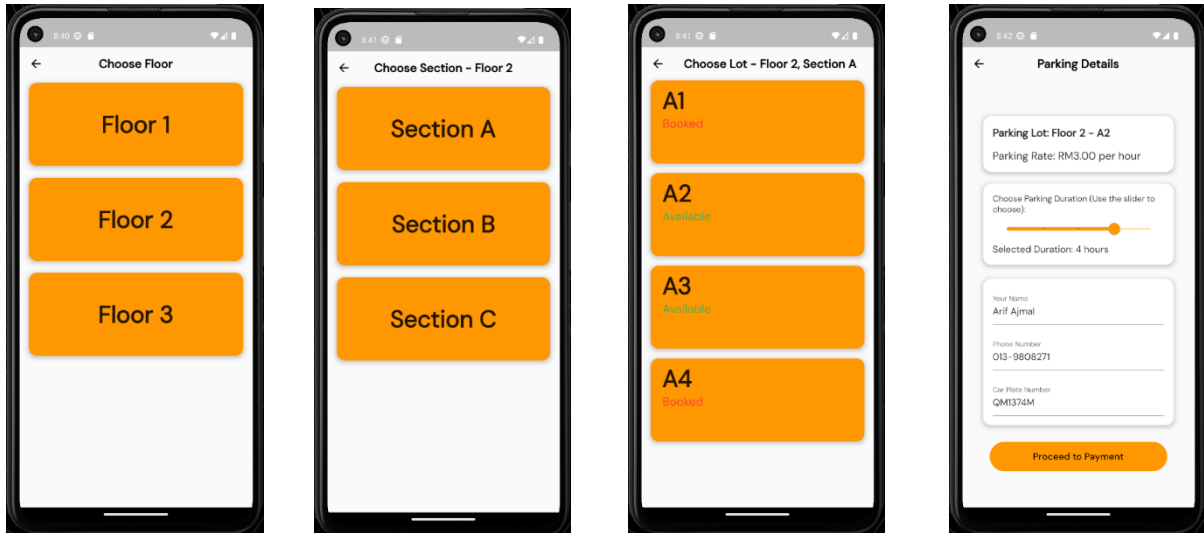 8:40
Choose Floor
Floor 1
Floor 2
Floor 3
8:41
Choose Section - Floor 2
Section A
Section B
Section C
8:41
Choose Lot - Floor 2, Section A
A1
Booked
A2
Available
A3
Available
A4
Booked
8:42
Parking Details
Parking Lot: Floor 2 - A2
Parking Rate: RM3.00 per hour
Choose Parking Duration (Use the slider to
choose):
Selected Duration: 4 hours
Your Name
Arif Ajmal
Phone Number
013-9808271
Car Plate Number
QM1374M
Proceed to Payment